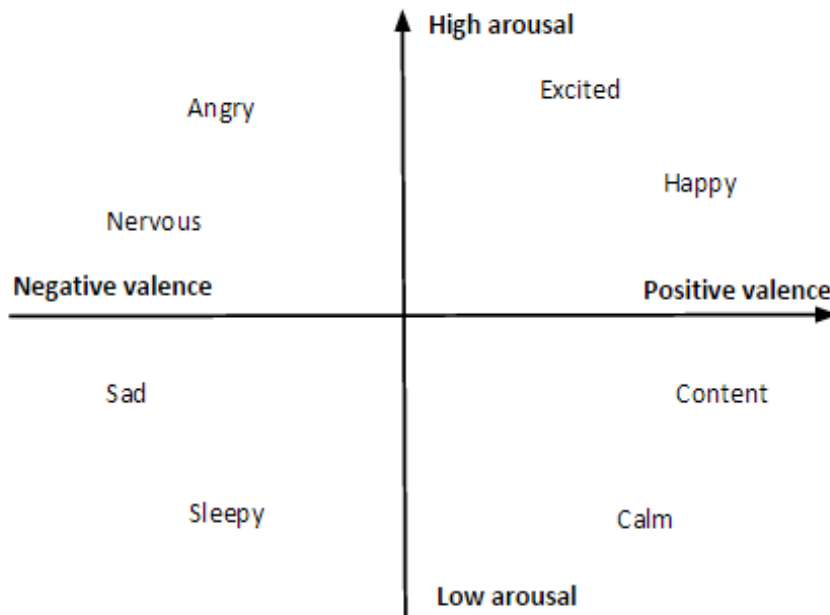 High arousal
Excited
Angry
Happy
Nervous
Negative valence
Positive valence
Sad
Content
Sleepy
Calm
Low arousal